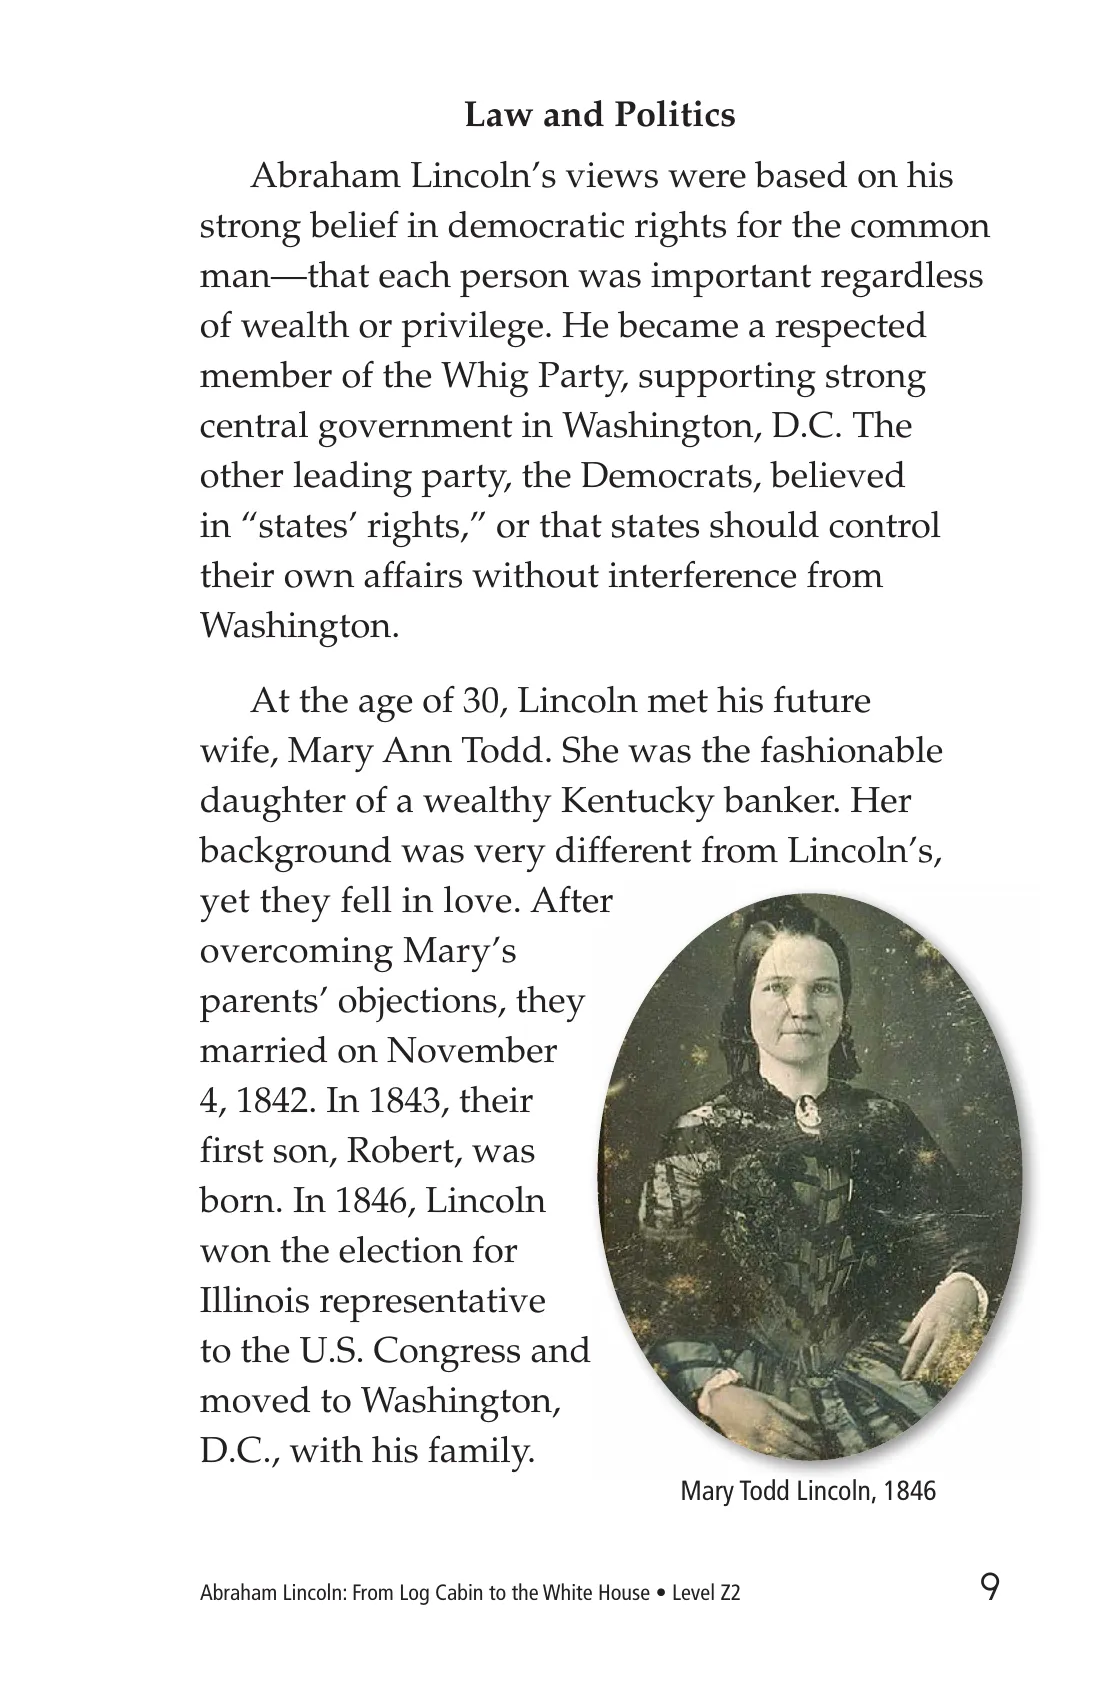 Law and Politics
Abraham Lincoln’s views were based on his
strong belief in democratic rights for the common
man—that each person was important regardless
of wealth or privilege. He became a respected
member of the Whig Party, supporting strong
central government in Washington, D.C. The
other leading party, the Democrats, believed
in “states’ rights,” or that states should control
their own affairs without interference from
Washington.
At the age of 30, Lincoln met his future
wife, Mary Ann Todd. She was the fashionable
daughter of a wealthy Kentucky banker. Her
background was very different from Lincoln’s,
yet they fell in love. After
overcoming Mary’s
parents’ objections, they
married on November
4, 1842. In 1843, their
first son, Robert, was
born. In 1846, Lincoln
won the election for
Illinois representative
to the U.S. Congress and
moved to Washington,
D.C., with his family.
Mary Todd Lincoln, 1846
Abraham Lincoln: From Log Cabin to the White House • Level Z2
9